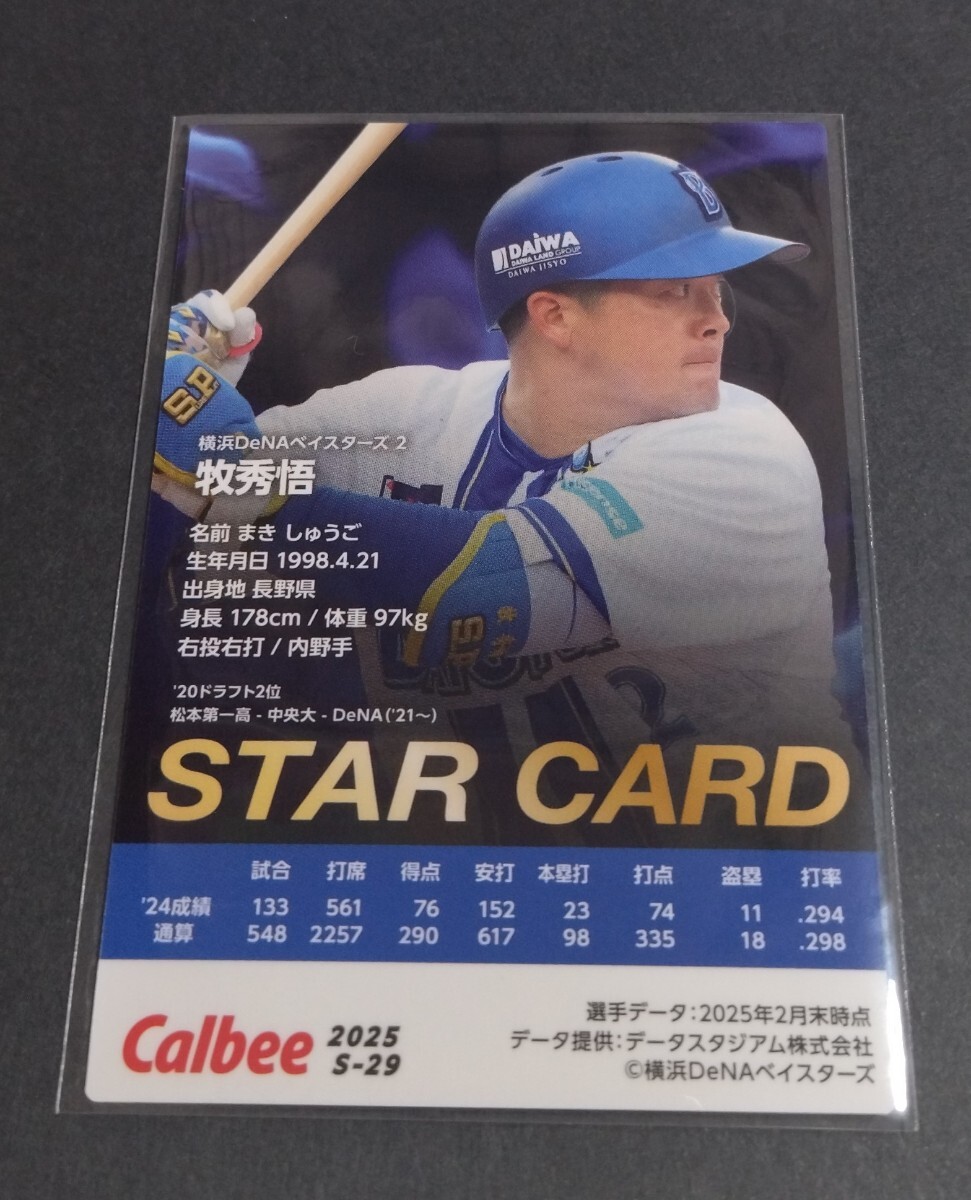 B
DAIWA
DAIWA LAND GROUP
DAIWA JISYO
S.P.
横浜DeNAベイスターズ 2
牧秀悟
名前 まき しゅうご
生年月日 1998.4.21
出身地 長野県
身長 178cm / 体重 97kg
右投右打 / 内野手
'20ドラフト2位
松本第一高 - 中央大 - DeNA('21～)
2
STAR CARD
試合 打席 得点 安打 本塁打 打点 盗塁 打率
'24成績 133 561 76 152 23 74 11 .294
通算 548 2257 290 617 98 335 18 .298
Calbee 2025
S-29
選手データ：2025年2月末時点
データ提供：データスタジアム株式会社
©横浜DeNAベイスターズ